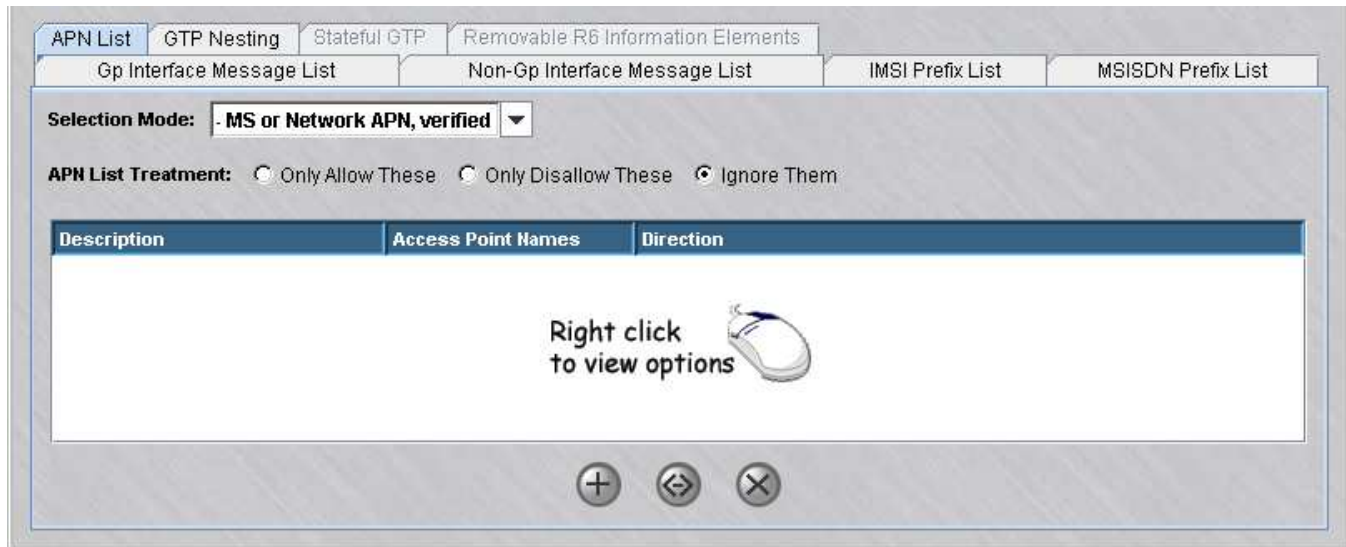 APN List GTP Nesting Stateful GTP Removable R6 Information Elements
Gp Interface Message List Non-Gp Interface Message List IMSI Prefix List MSISDN Prefix List
Selection Mode: - MS or Network APN, verified
APN List Treatment: Only Allow These Only Disallow These Ignore Them
Description Access Point Names Direction
Right click
to view options